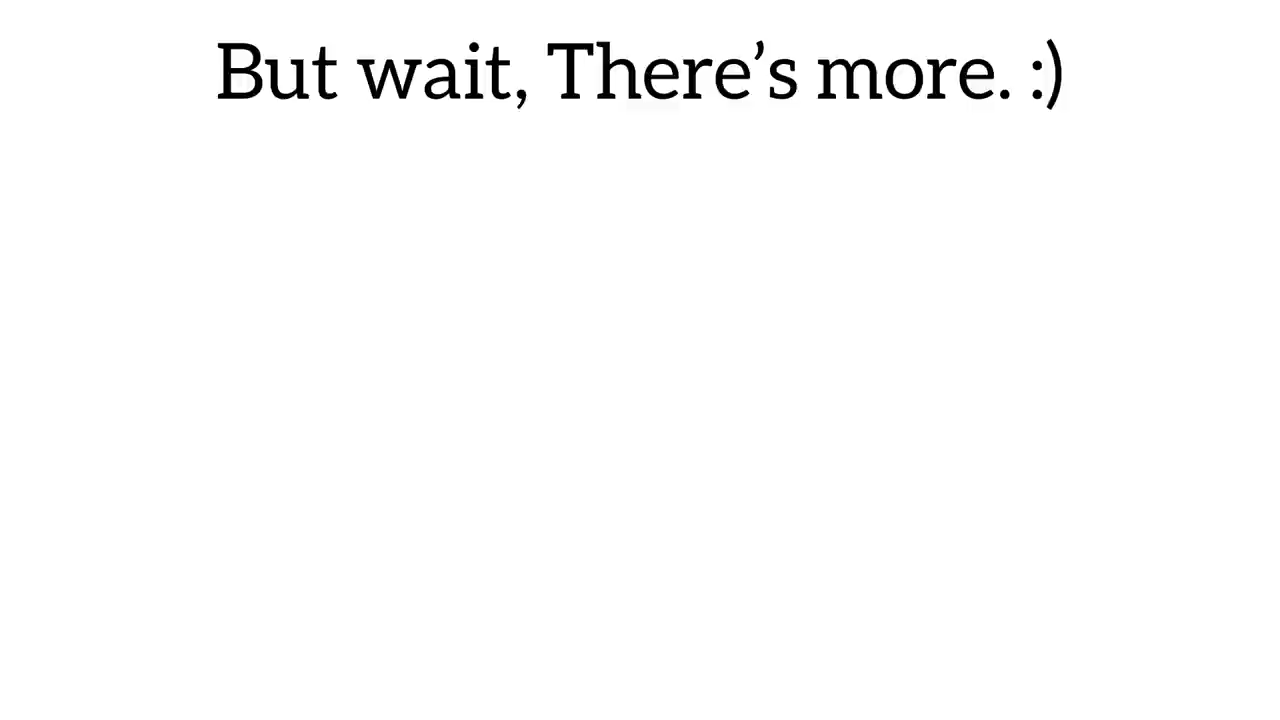 But wait, There’s more. :)